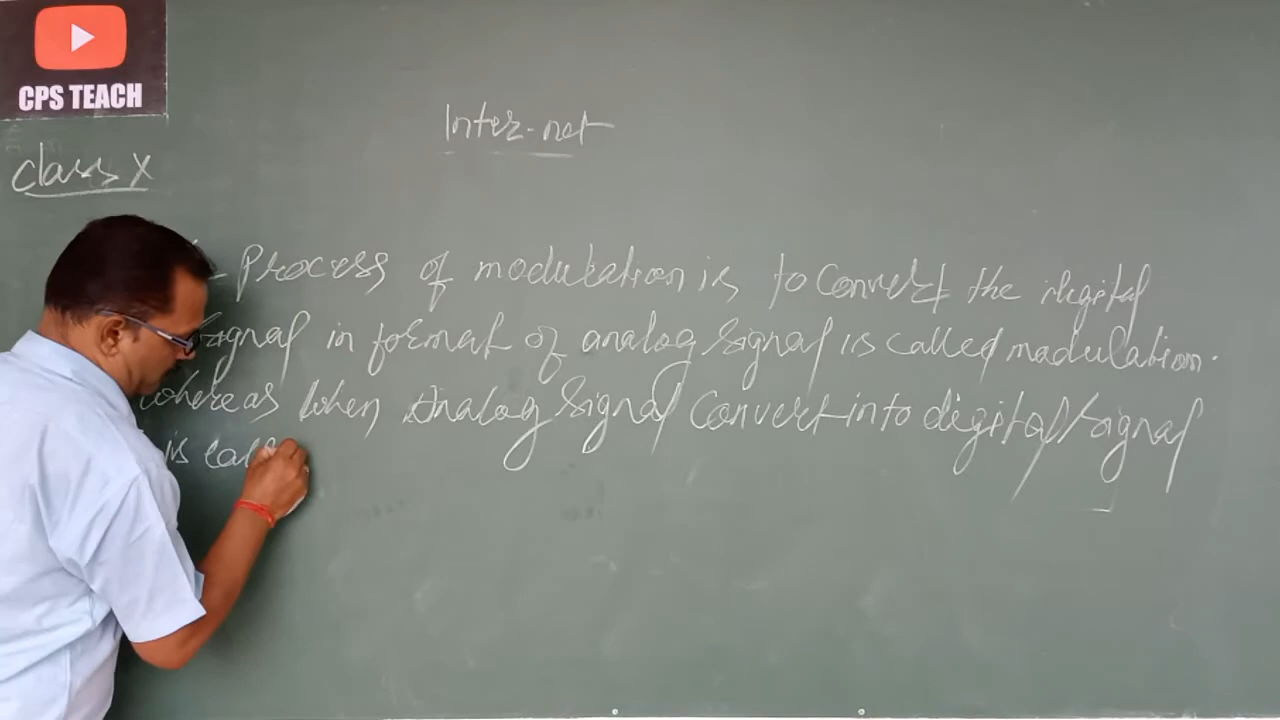 CPS TEACH
class X
Inter-net
- Process of modulation is to convert the digital
signal in format of analog signal is called madulation.
whereas when Analog signal convert into digital signal
is call